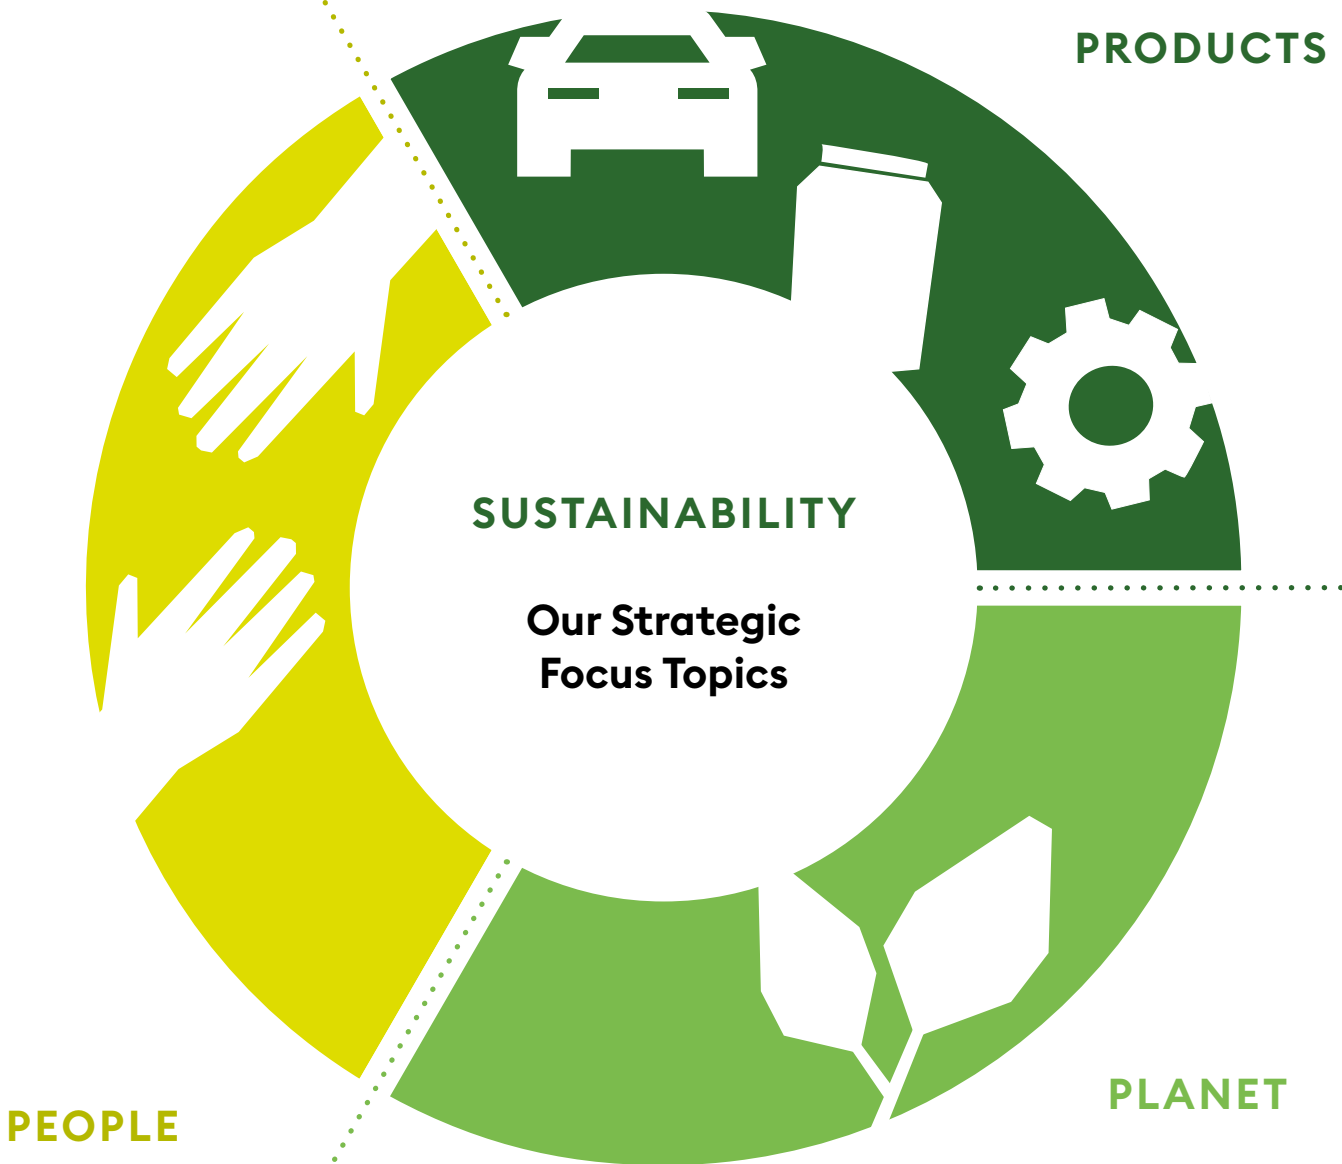 PRODUCTS
SUSTAINABILITY
Our Strategic
Focus Topics
PLANET
PEOPLE